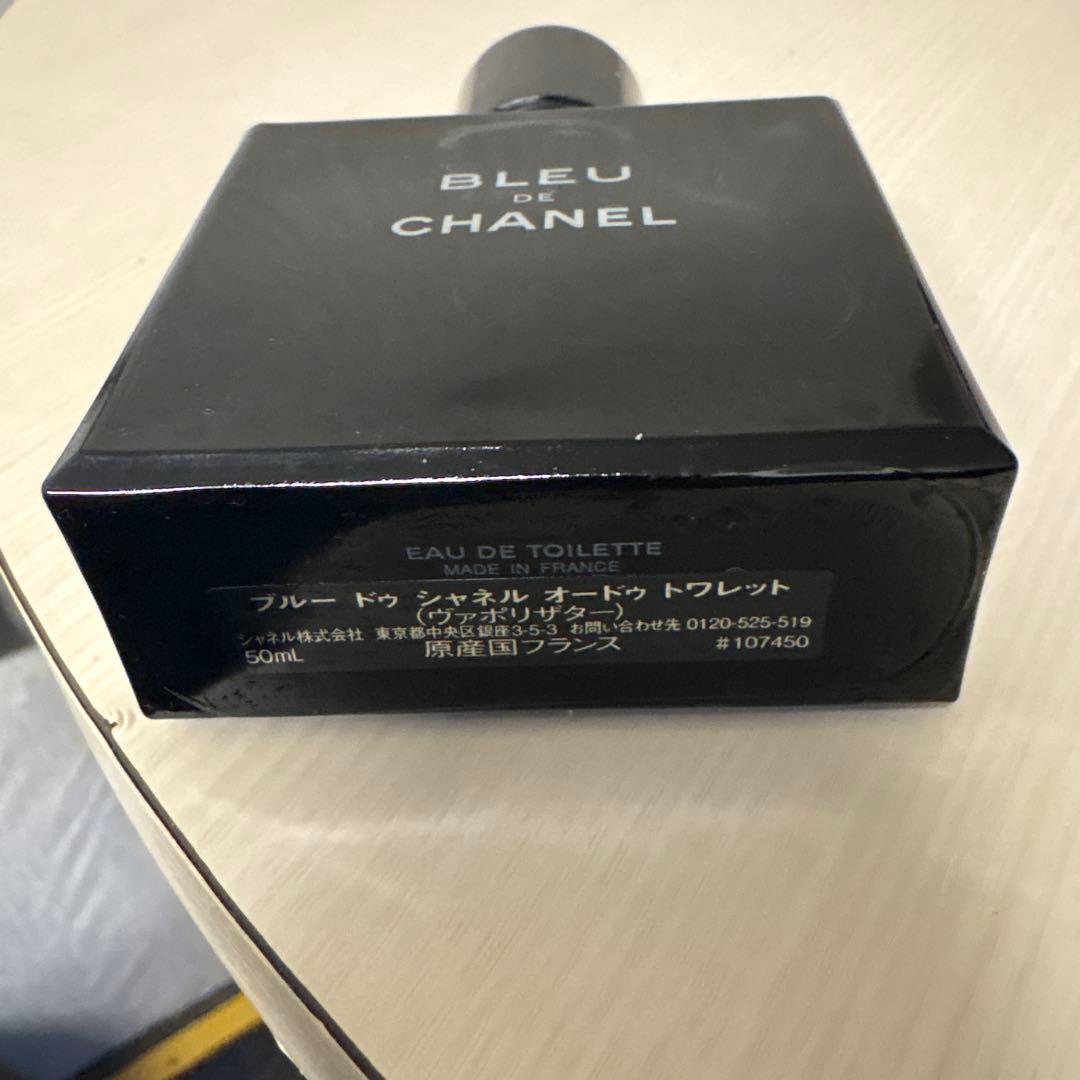 BLEU
DE
CHANEL
EAU DE TOILETTE
MADE IN FRANCE
ブルー ドゥ シャネル オードゥ トワレット
(ヴァポリザター)
シャネル株式会社 東京都中央区銀座3-5-3 お問い合わせ先 0120-525-519
50mL 原産国フランス #107450